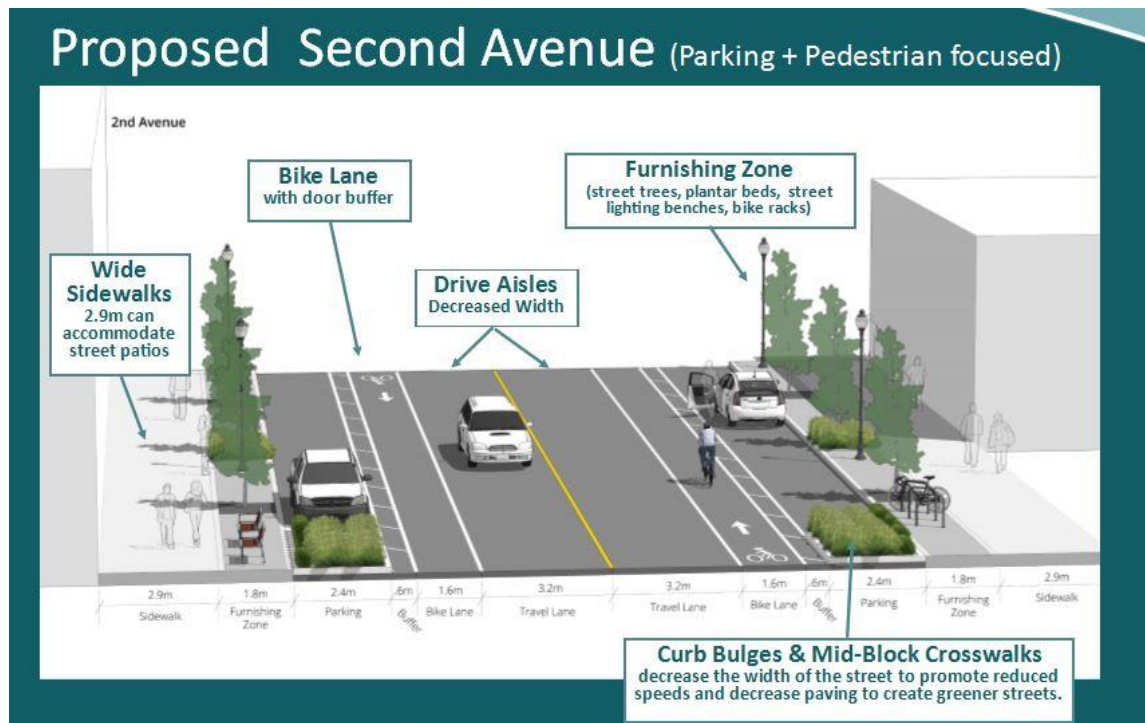 Proposed Second Avenue (Parking + Pedestrian focused)
2nd Avenue
Bike Lane
with door buffer
Furnishing Zone
(street trees, plantar beds, street
lighting benches, bike racks)
Wide
Sidewalks
2.9m can
accommodate
street patios
Drive Aisles
Decreased Width
2.9m 1.8m 2.4m .6m 1.6m 3.2m 3.2m 1.6m .6m 2.4m 1.8m 2.9m
Sidewalk Furnishing Zone Parking Buffer Bike Lane Travel Lane Travel Lane Bike Lane Buffer Parking Furnishing Zone Sidewalk
Curb Bulges & Mid-Block Crosswalks
decrease the width of the street to promote reduced
speeds and decrease paving to create greener streets.